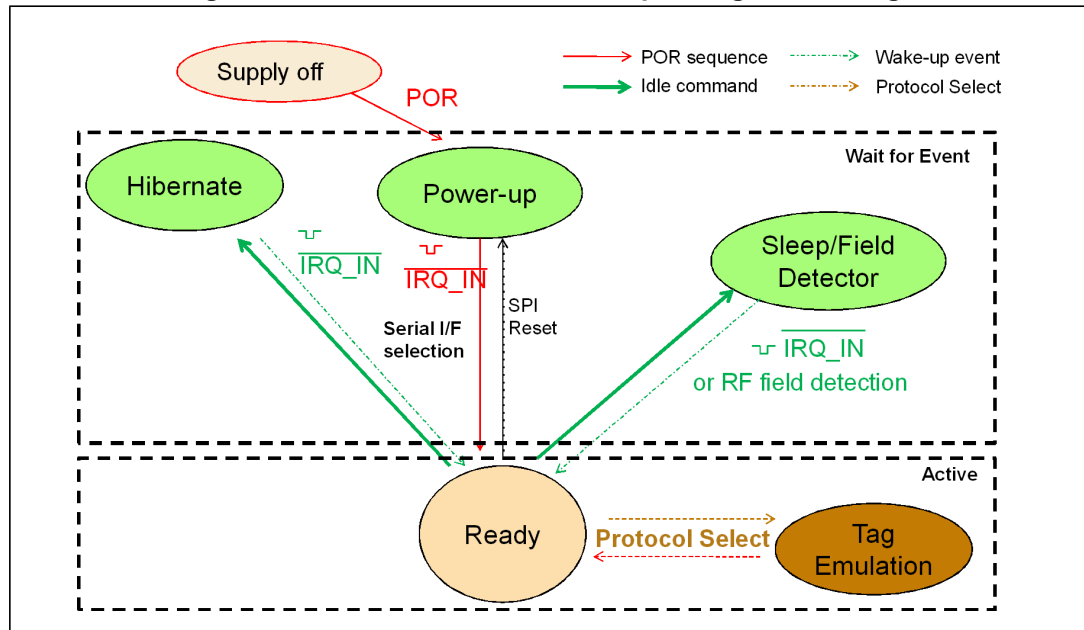 Supply off
POR
POR sequence
Idle command
Wake-up event
Protocol Select
Wait for Event
Hibernate
Power-up
Sleep/Field
Detector
IRQ_IN
IRQ_IN
Serial I/F
selection
SPI
Reset
IRQ_IN
or RF field detection
Active
Ready
Protocol Select
Tag
Emulation